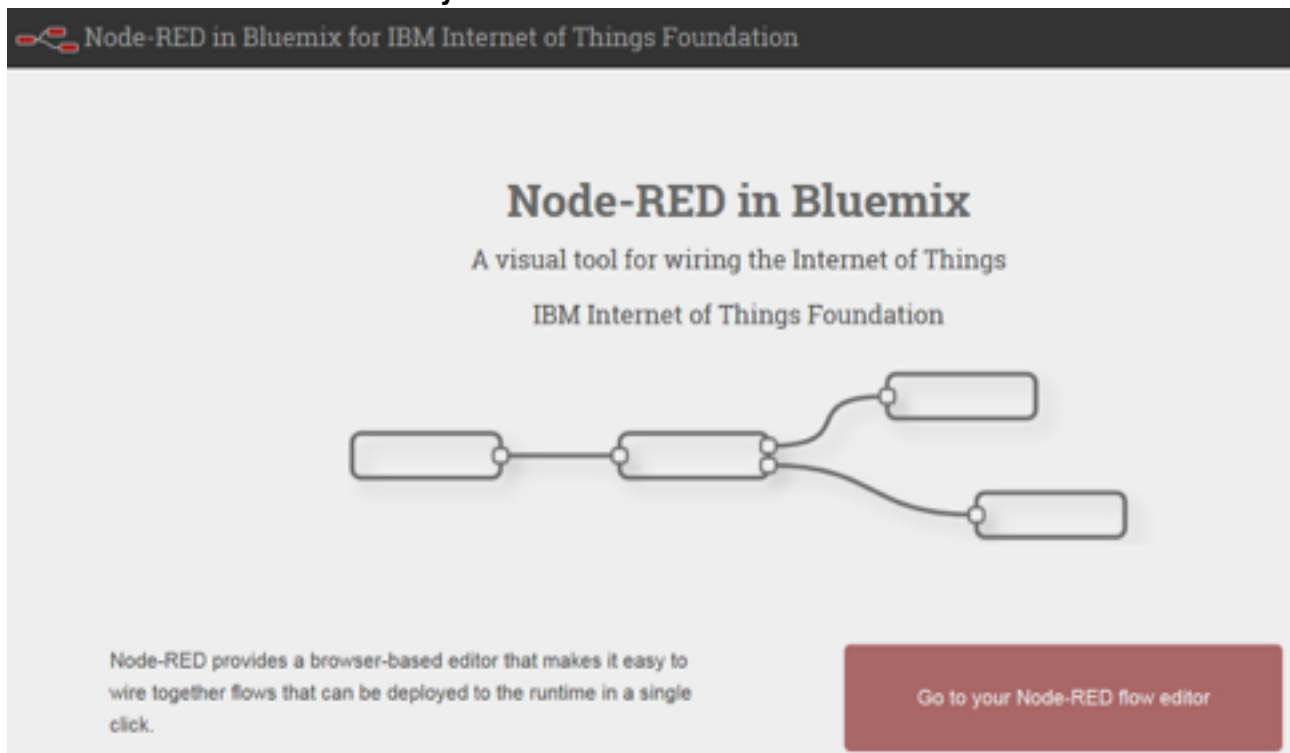 Node-RED in Bluemix for IBM Internet of Things Foundation
Node-RED in Bluemix
A visual tool for wiring the Internet of Things
IBM Internet of Things Foundation
Node-RED provides a browser-based editor that makes it easy to
wire together flows that can be deployed to the runtime in a single
click.
Go to your Node-RED flow editor